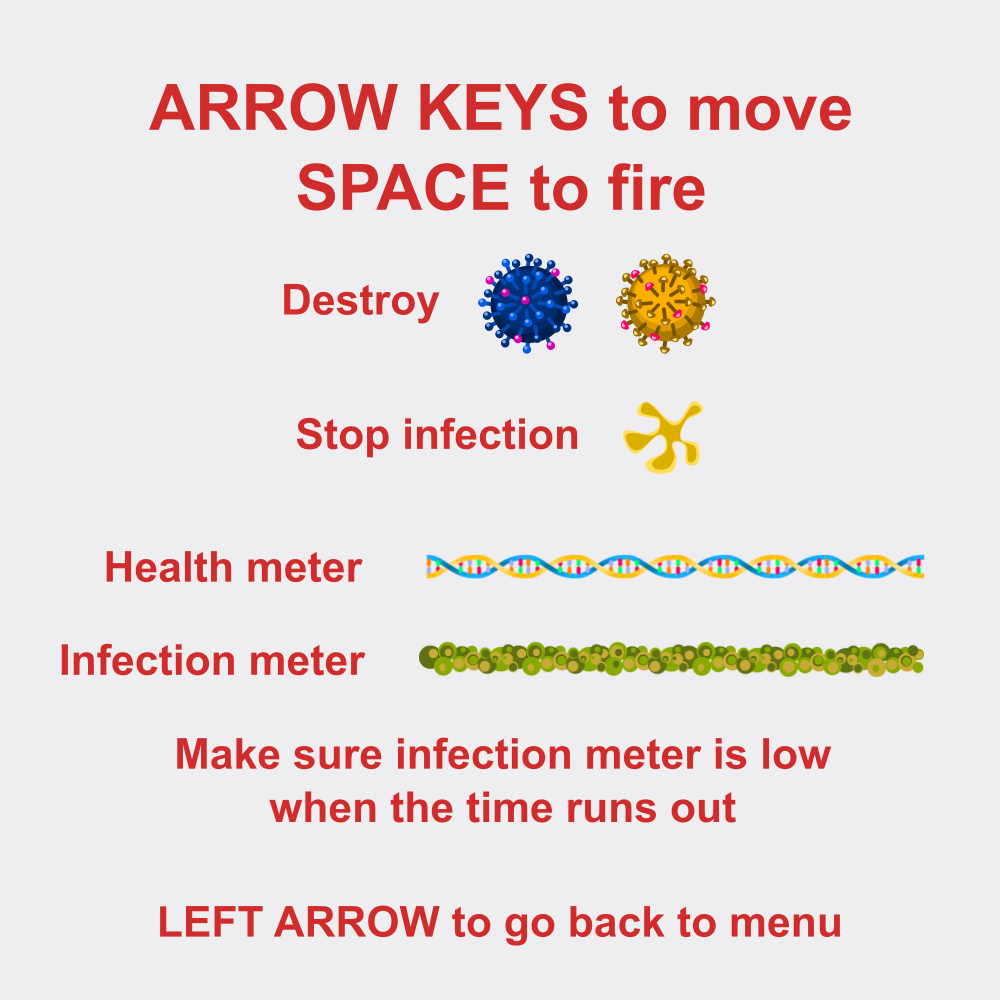 ARROW KEYS to move
SPACE to fire
Destroy
Stop infection
Health meter
Infection meter
Make sure infection meter is low
when the time runs out
LEFT ARROW to go back to menu